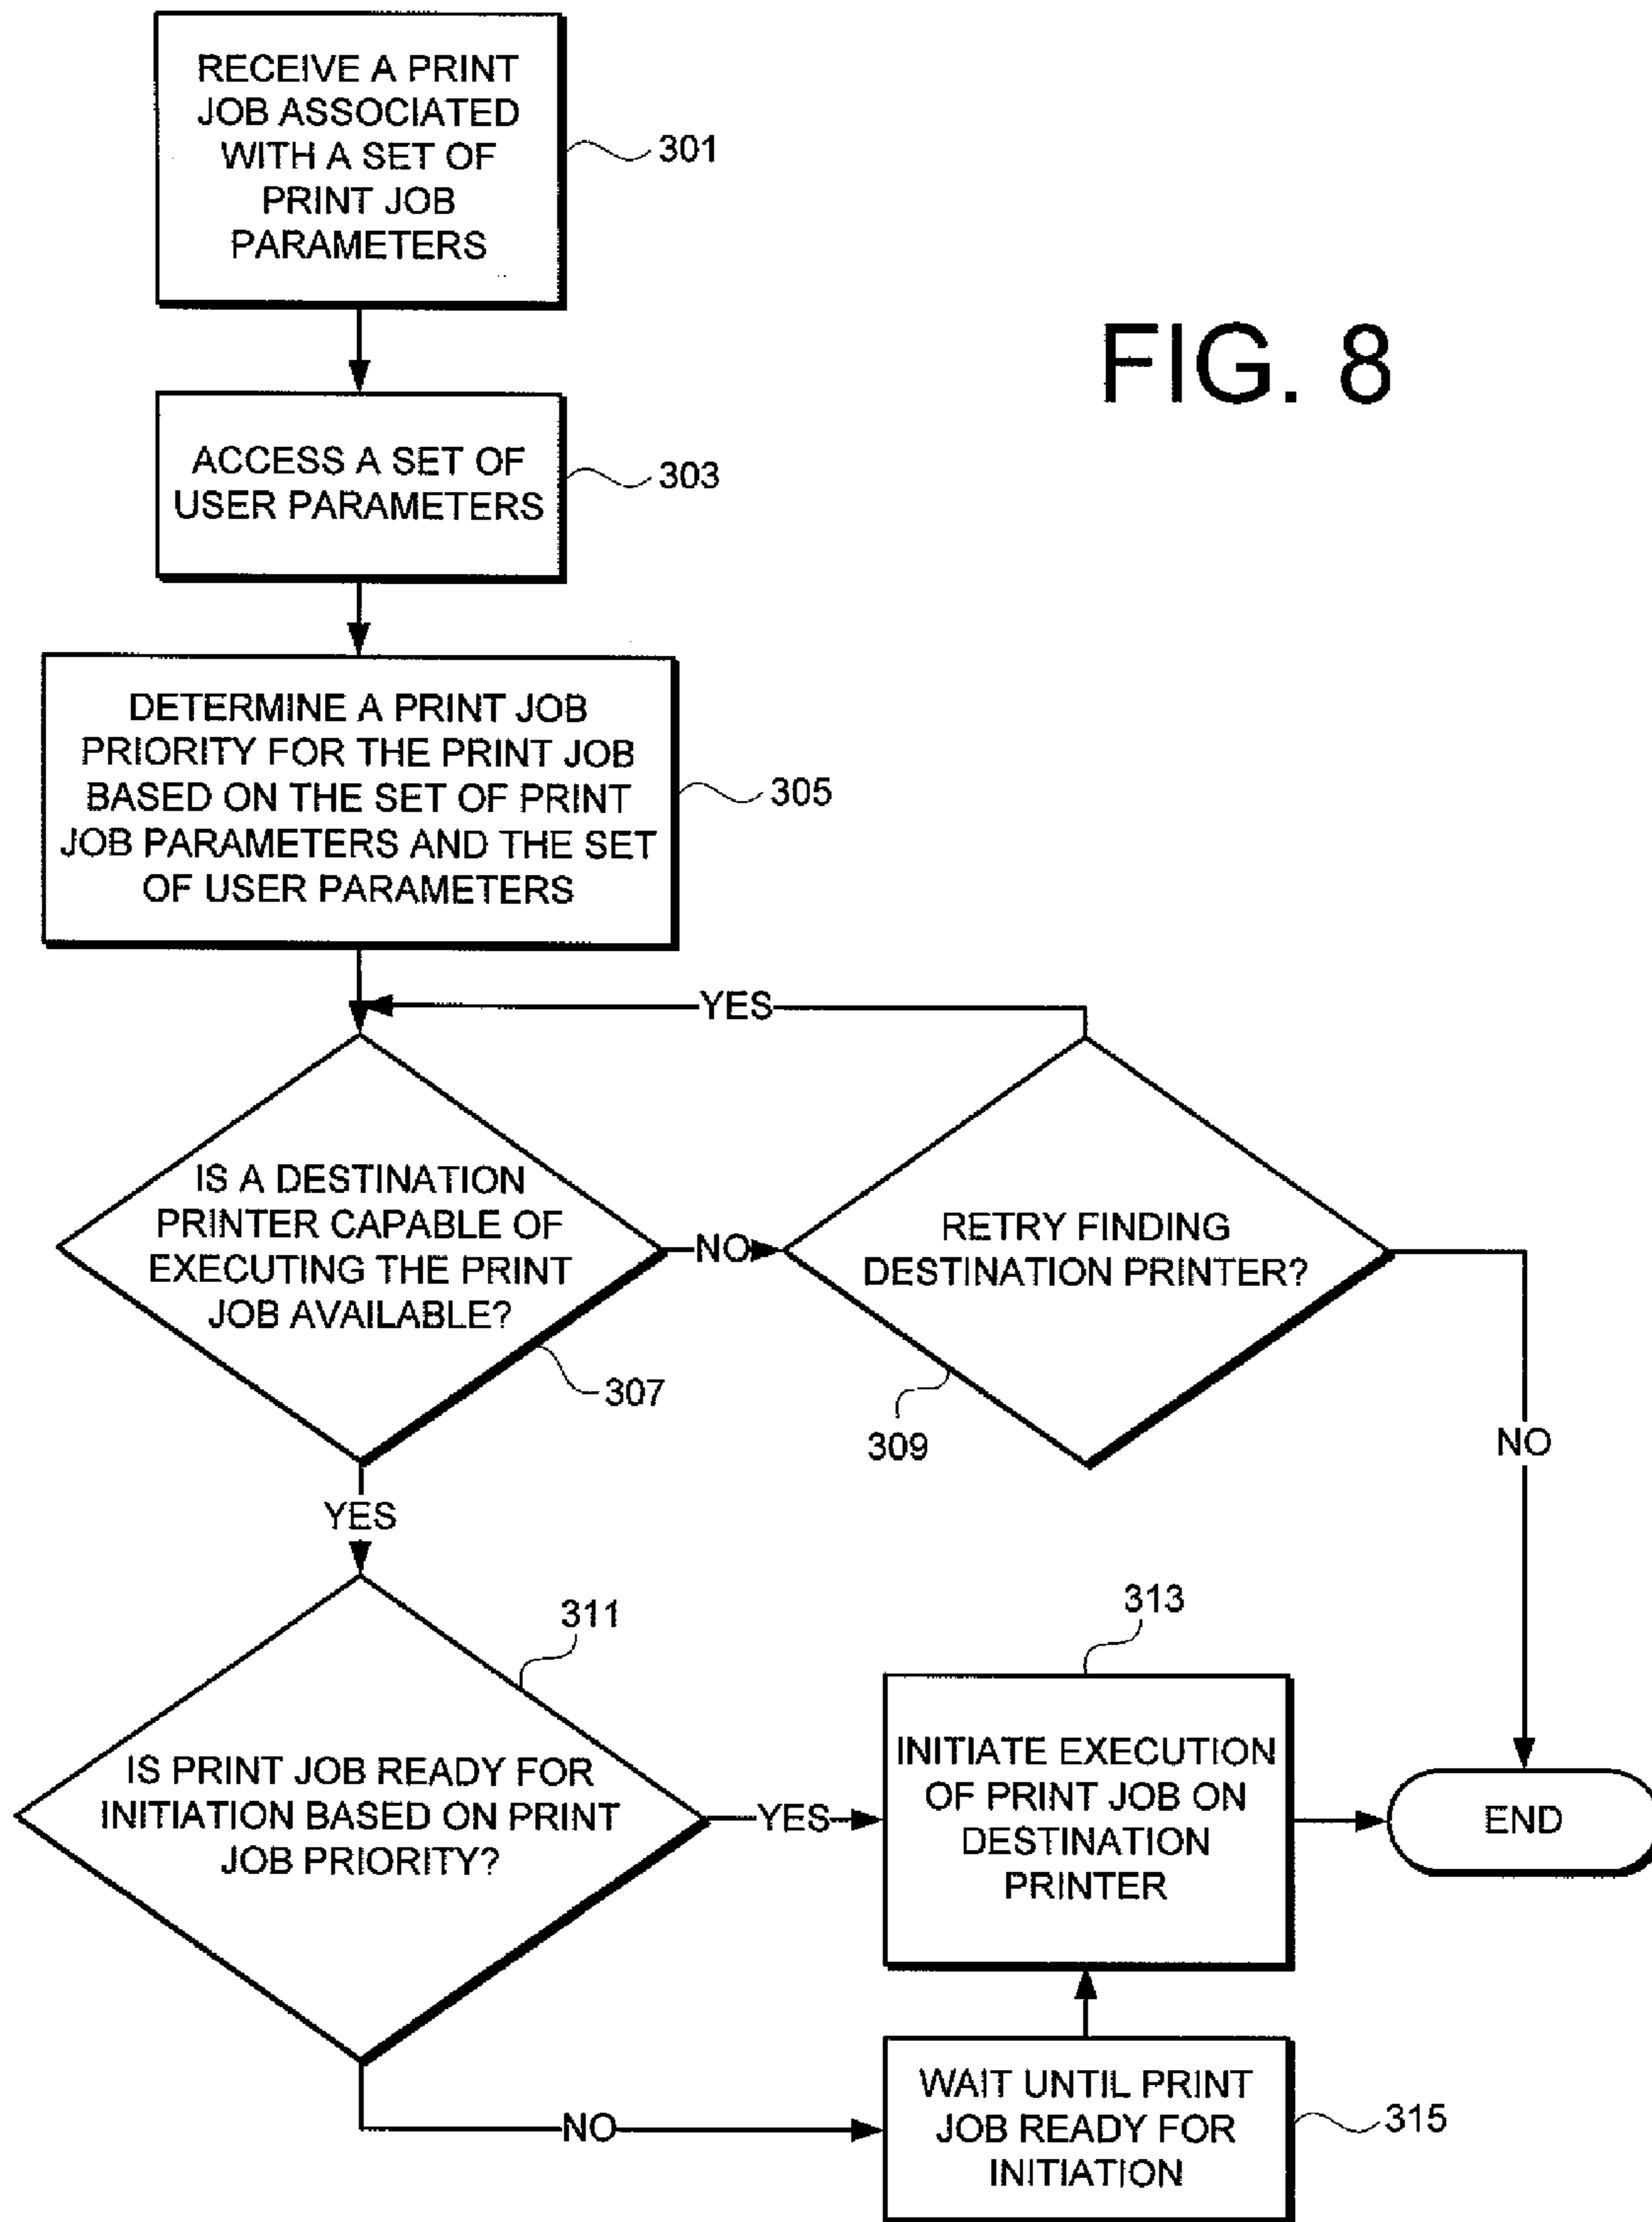 RECEIVE A PRINT
JOB ASSOCIATED
WITH A SET OF
PRINT JOB
PARAMETERS
301
FIG. 8
ACCESS A SET OF
USER PARAMETERS
303
DETERMINE A PRINT JOB
PRIORITY FOR THE PRINT JOB
BASED ON THE SET OF PRINT
JOB PARAMETERS AND THE SET
OF USER PARAMETERS
305
YES
IS A DESTINATION
PRINTER CAPABLE OF
EXECUTING THE PRINT
JOB AVAILABLE?
307
NO
RETRY FINDING
DESTINATION PRINTER?
309
NO
YES
311
IS PRINT JOB READY FOR
INITIATION BASED ON PRINT
JOB PRIORITY?
YES
313
INITIATE EXECUTION
OF PRINT JOB ON
DESTINATION
PRINTER
END
NO
WAIT UNTIL PRINT
JOB READY FOR
INITIATION
315